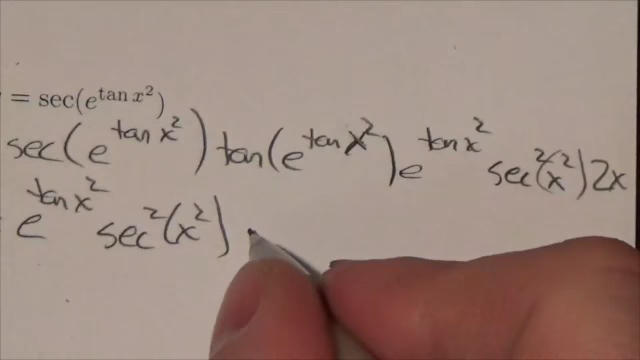 = sec(e^{tan x^2})
sec(e^{tan x^2}) tan(e^{tan x^2}) e^{tan x^2} sec^2(x^2) 2x
e^{tan x^2} sec^2(x^2)